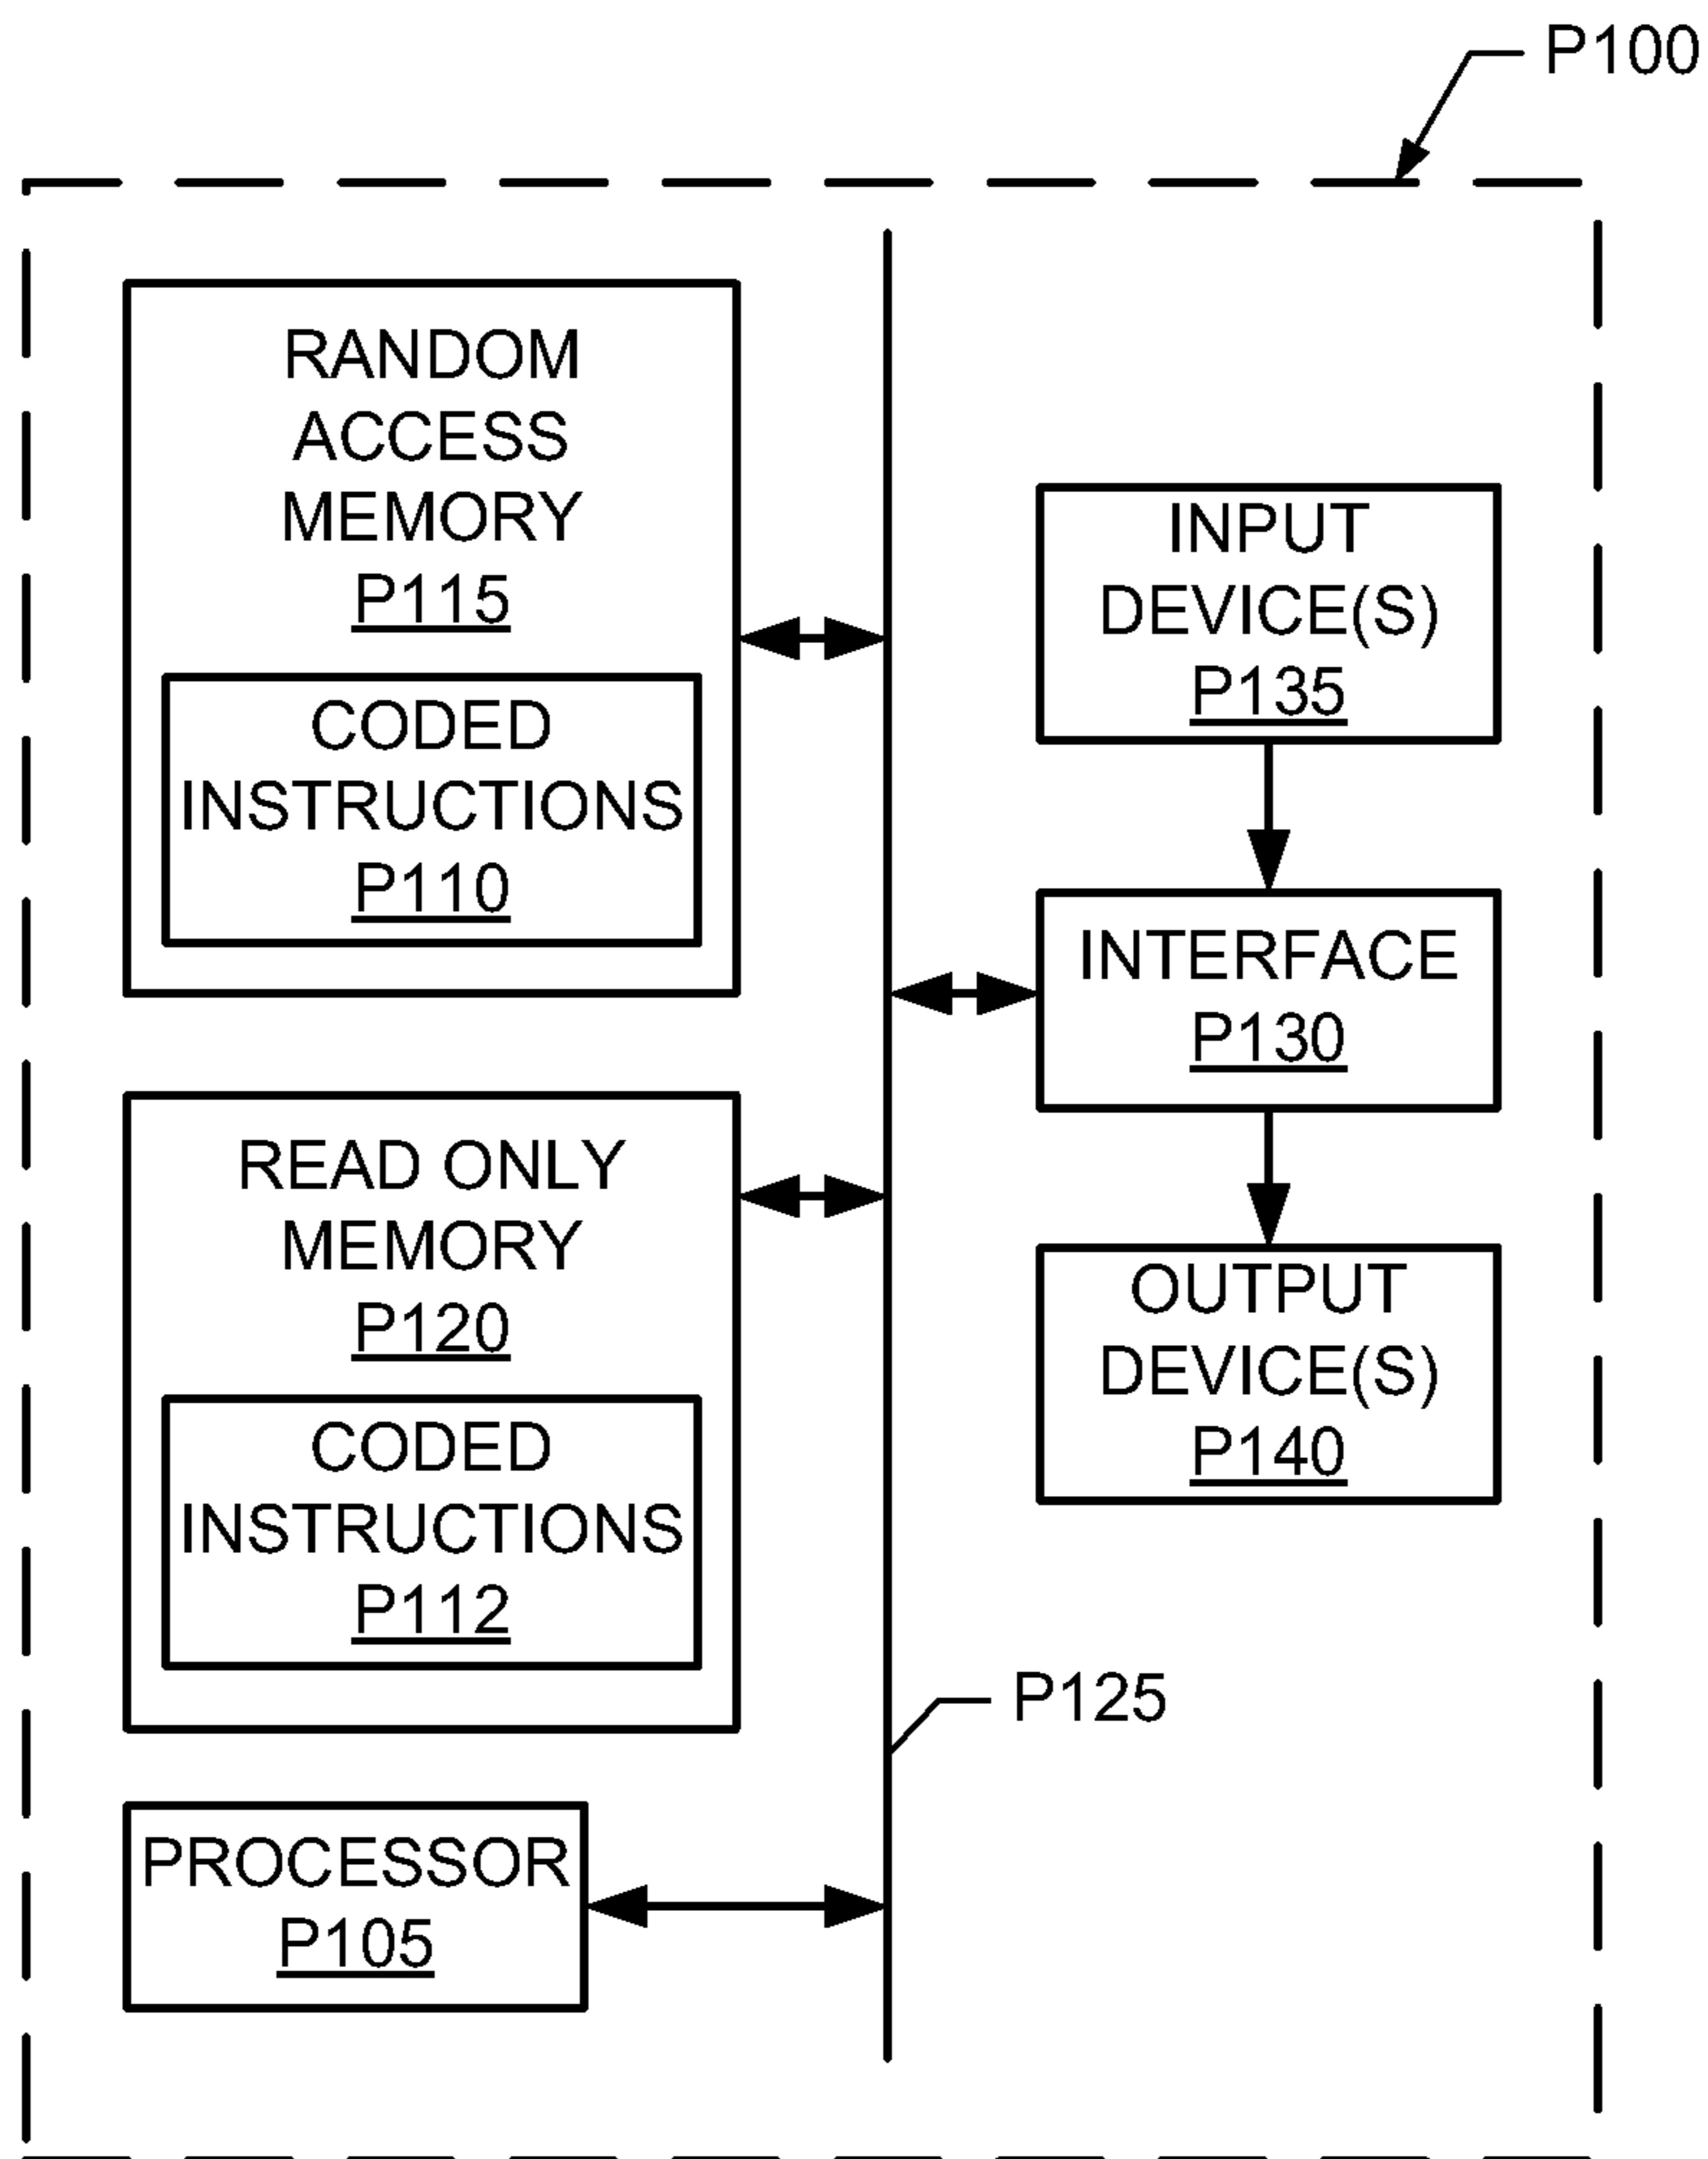 P100
RANDOM
ACCESS
MEMORY
P115
CODED
INSTRUCTIONS
P110
READ ONLY
MEMORY
P120
CODED
INSTRUCTIONS
P112
PROCESSOR
P105
INPUT
DEVICE(S)
P135
INTERFACE
P130
OUTPUT
DEVICE(S)
P140
P125